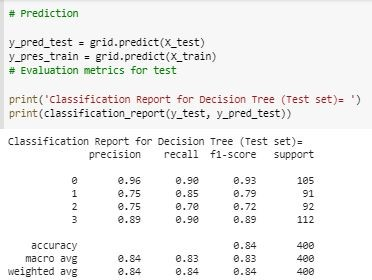 # Prediction
y_pred_test = grid.predict(X_test)
y_pres_train = grid.predict(X_train)
# Evaluation metrics for test
print('Classification Report for Decision Tree (Test set)= ')
print(classification_report(y_test, y_pred_test))
Classification Report for Decision Tree (Test set)=
precision recall f1-score support
0 0.96 0.90 0.93 105
1 0.75 0.85 0.79 91
2 0.75 0.70 0.72 92
3 0.89 0.90 0.89 112
accuracy 0.84 400
macro avg 0.84 0.83 0.83 400
weighted avg 0.84 0.84 0.84 400